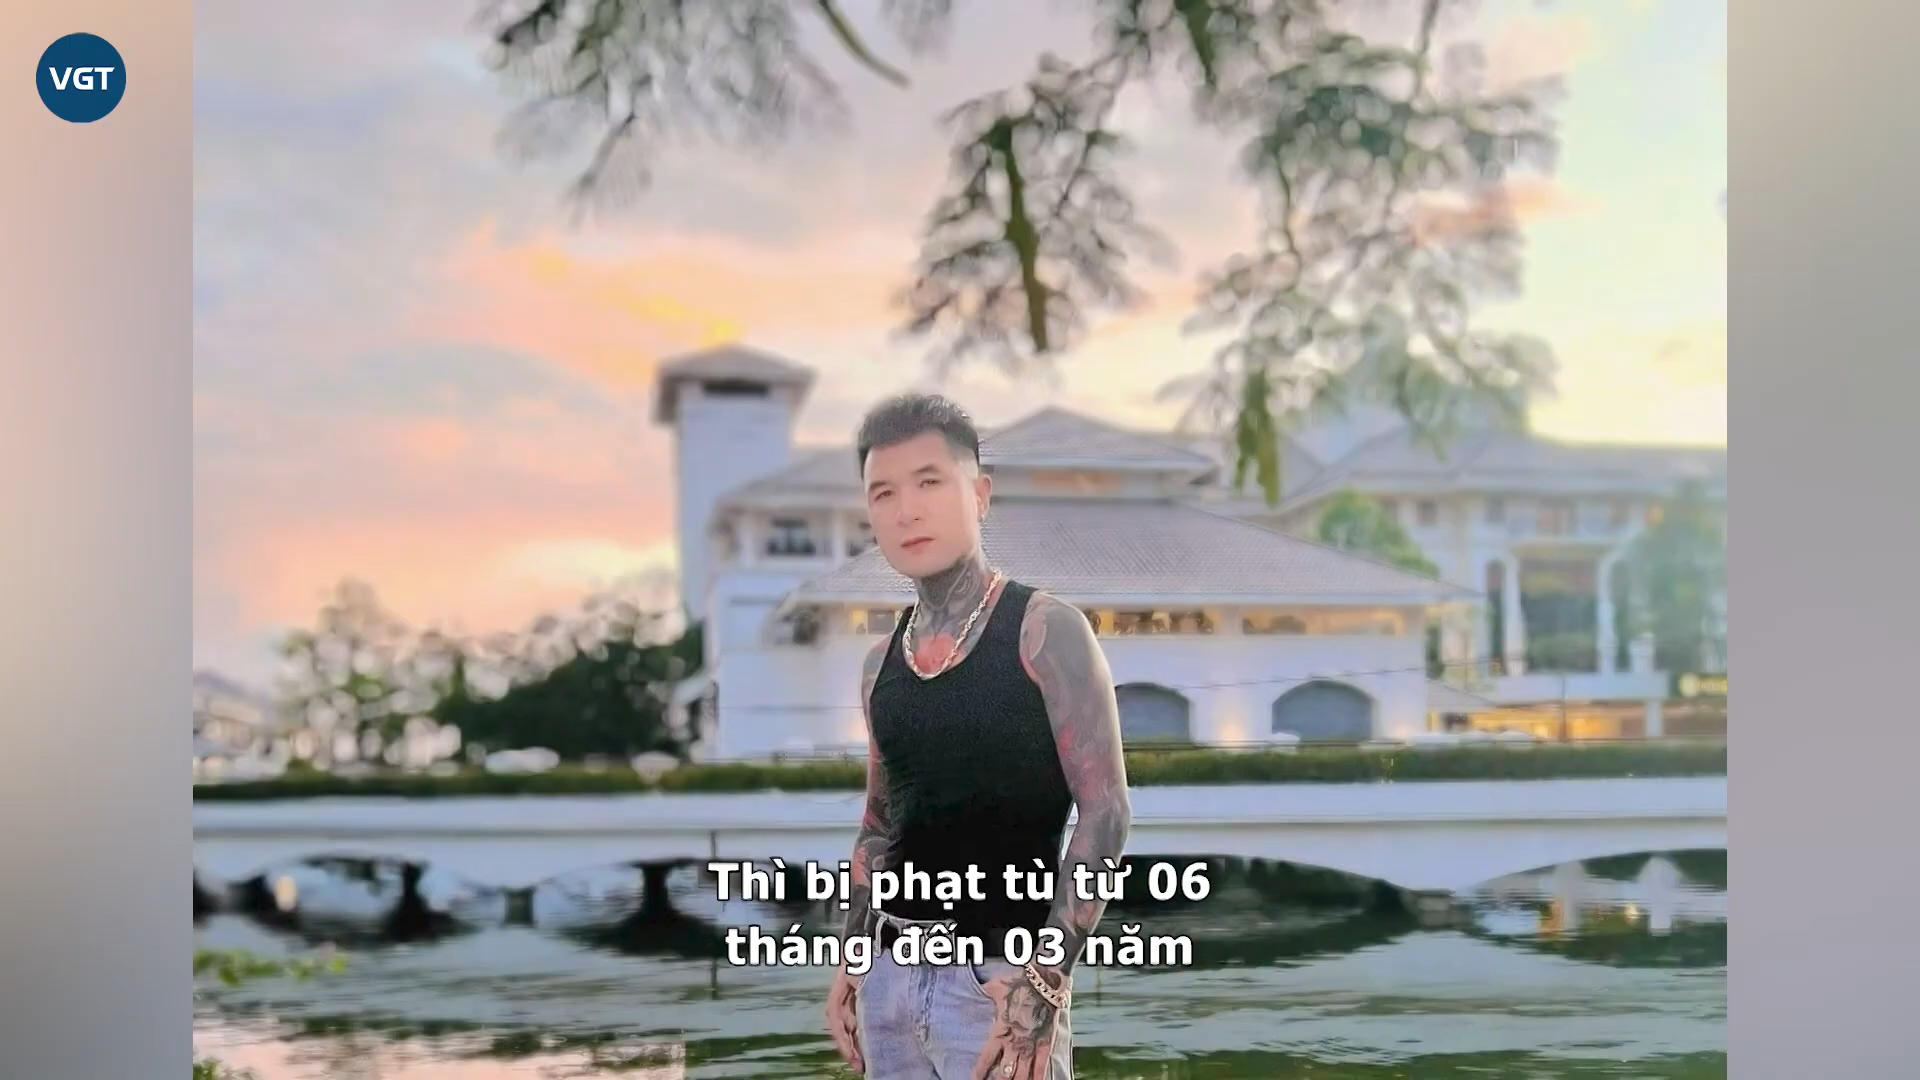 VGT
Thì bị phạt tù từ 06
tháng đến 03 năm